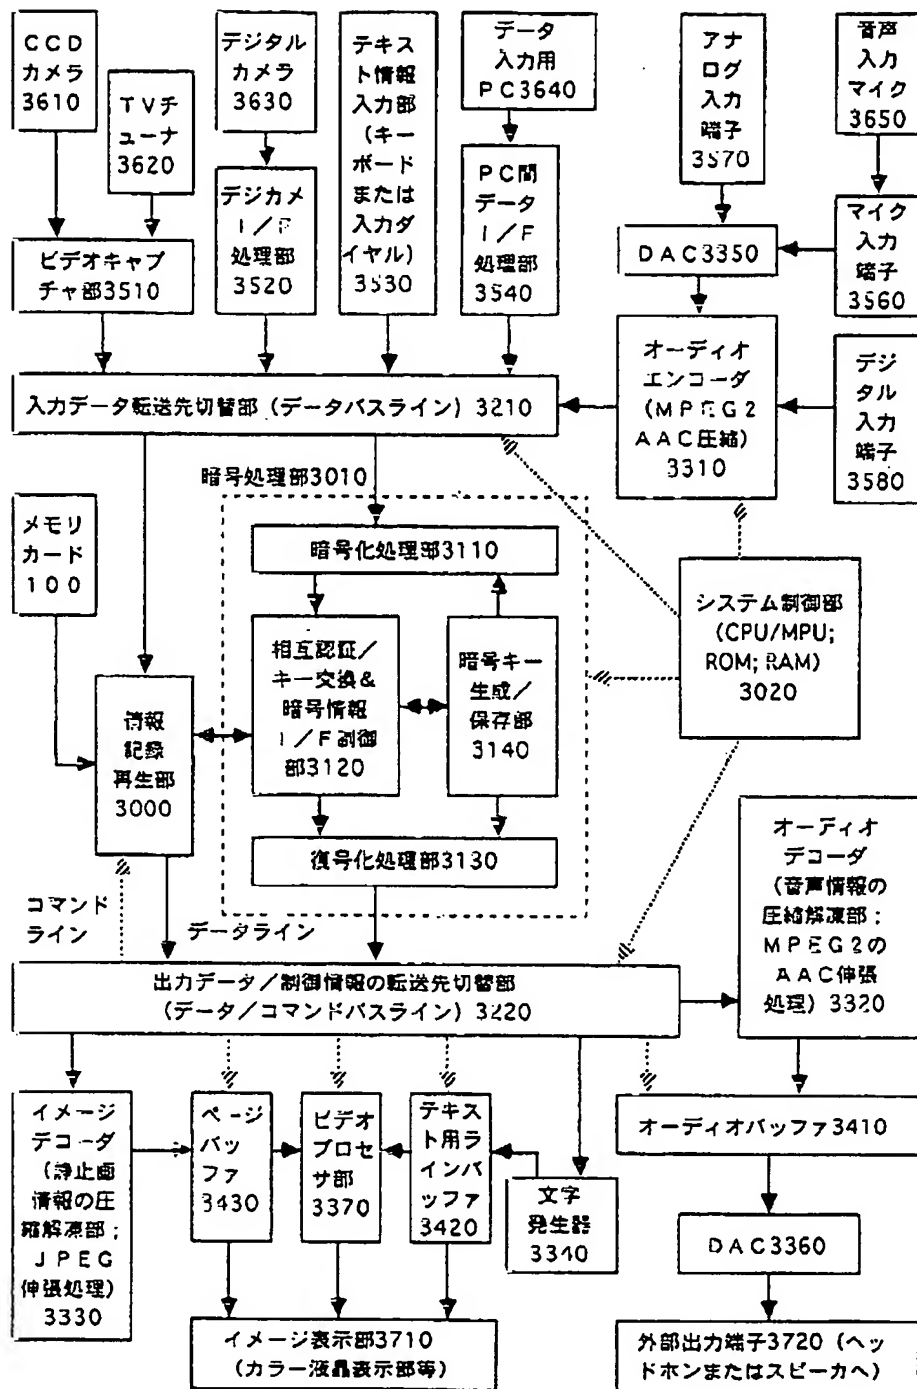 CCD
カメラ
3610
TVチ
ューナ
3620
デジタル
カメラ
3630
テキス
ト情報
入力部
(キー
ボード
または
入力ダ
イヤル)
3530
データ
入力用
PC3640
アナ
ログ
入力
端子
3570
音声
入力
マイク
3650
ビデオキャプ
チャ部3510
デジカメ
I/F
処理部
3520
PC間
データ
I/F
処理部
3540
DAC3350
マイク
入力
端子
3560
入力データ転送先切替部(データバスライン)3210
オーディオ
エンコーダ
(MPEG2
AAC圧縮)
3310
デジ
タル
入力
端子
3580
暗号処理部3010
メモリ
カード
100
暗号化処理部3110
システム制御部
(CPU/MPU;
ROM; RAM)
3020
情報
記録
再生部
3000
相互認証/
キー交換&
暗号情報
I/F制御
部3120
暗号キー
生成/
保存部
3140
復号化処理部3130
コマンド
ライン
データライン
オーディオ
デコーダ
(音声情報の
圧縮解凍部;
MPEG2の
AAC伸張
処理)3320
出力データ/制御情報の転送先切替部
(データ/コマンドバスライン)3220
イメージ
デコーダ
(静止画
情報の圧
縮解凍部;
JPEG
伸張処理)
3330
ページ
バッ
ファ
3430
ビデオ
プロセ
サ部
3370
テキス
ト用ラ
インバ
ッファ
3420
文字
発生器
3340
オーディオバッファ3410
DAC3360
イメージ表示部3710
(カラー液晶表示部等)
外部出力端子3720(ヘッ
ドホンまたはスピーカへ)